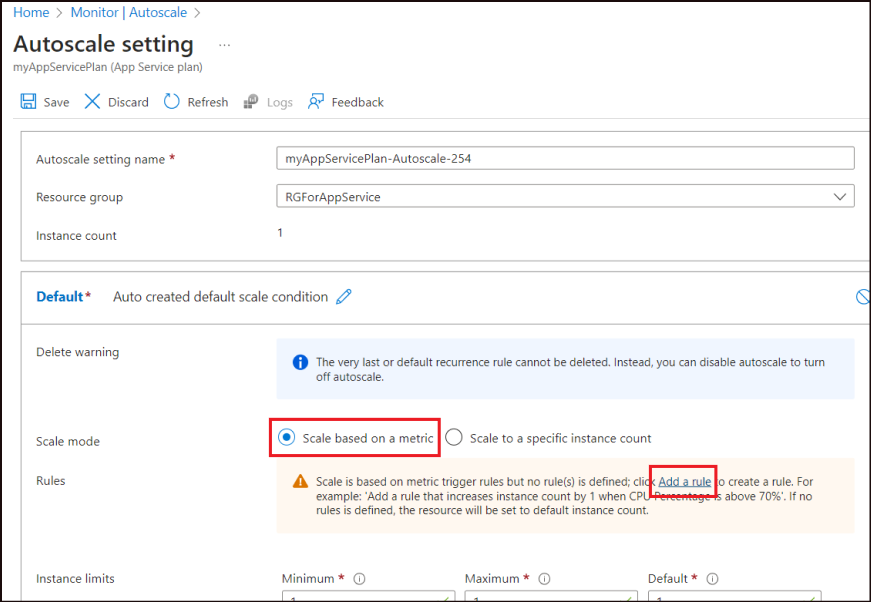 Home > Monitor | Autoscale >
Autoscale setting ...
myAppServicePlan (App Service plan)
Save Discard Refresh Logs Feedback
Autoscale setting name * myAppServicePlan-Autoscale-254
Resource group RGForAppService
Instance count 1
Default* Auto created default scale condition
Delete warning
The very last or default recurrence rule cannot be deleted. Instead, you can disable autoscale to turn
off autoscale.
Scale mode Scale based on a metric Scale to a specific instance count
Rules
Scale is based on metric trigger rules but no rule(s) is defined; click Add a rule to create a rule. For
example: 'Add a rule that increases instance count by 1 when CPU Percentage is above 70%'. If no
rules is defined, the resource will be set to default instance count.
Instance limits Minimum * Maximum * Default *